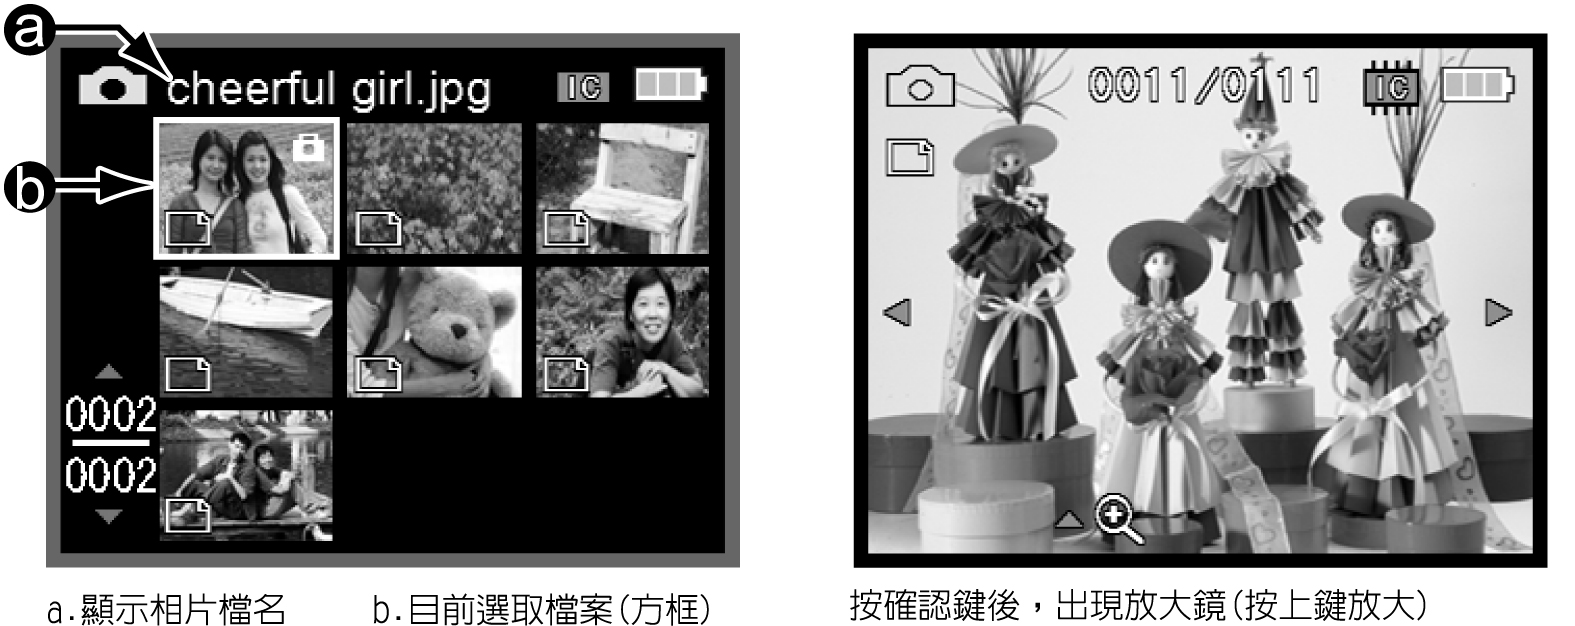 a
cheerful girl.jpg
IC
b
0002
0002
0011/0111
IC
a.顯示相片檔名
b.目前選取檔案(方框)
按確認鍵後，出現放大鏡(按上鍵放大)